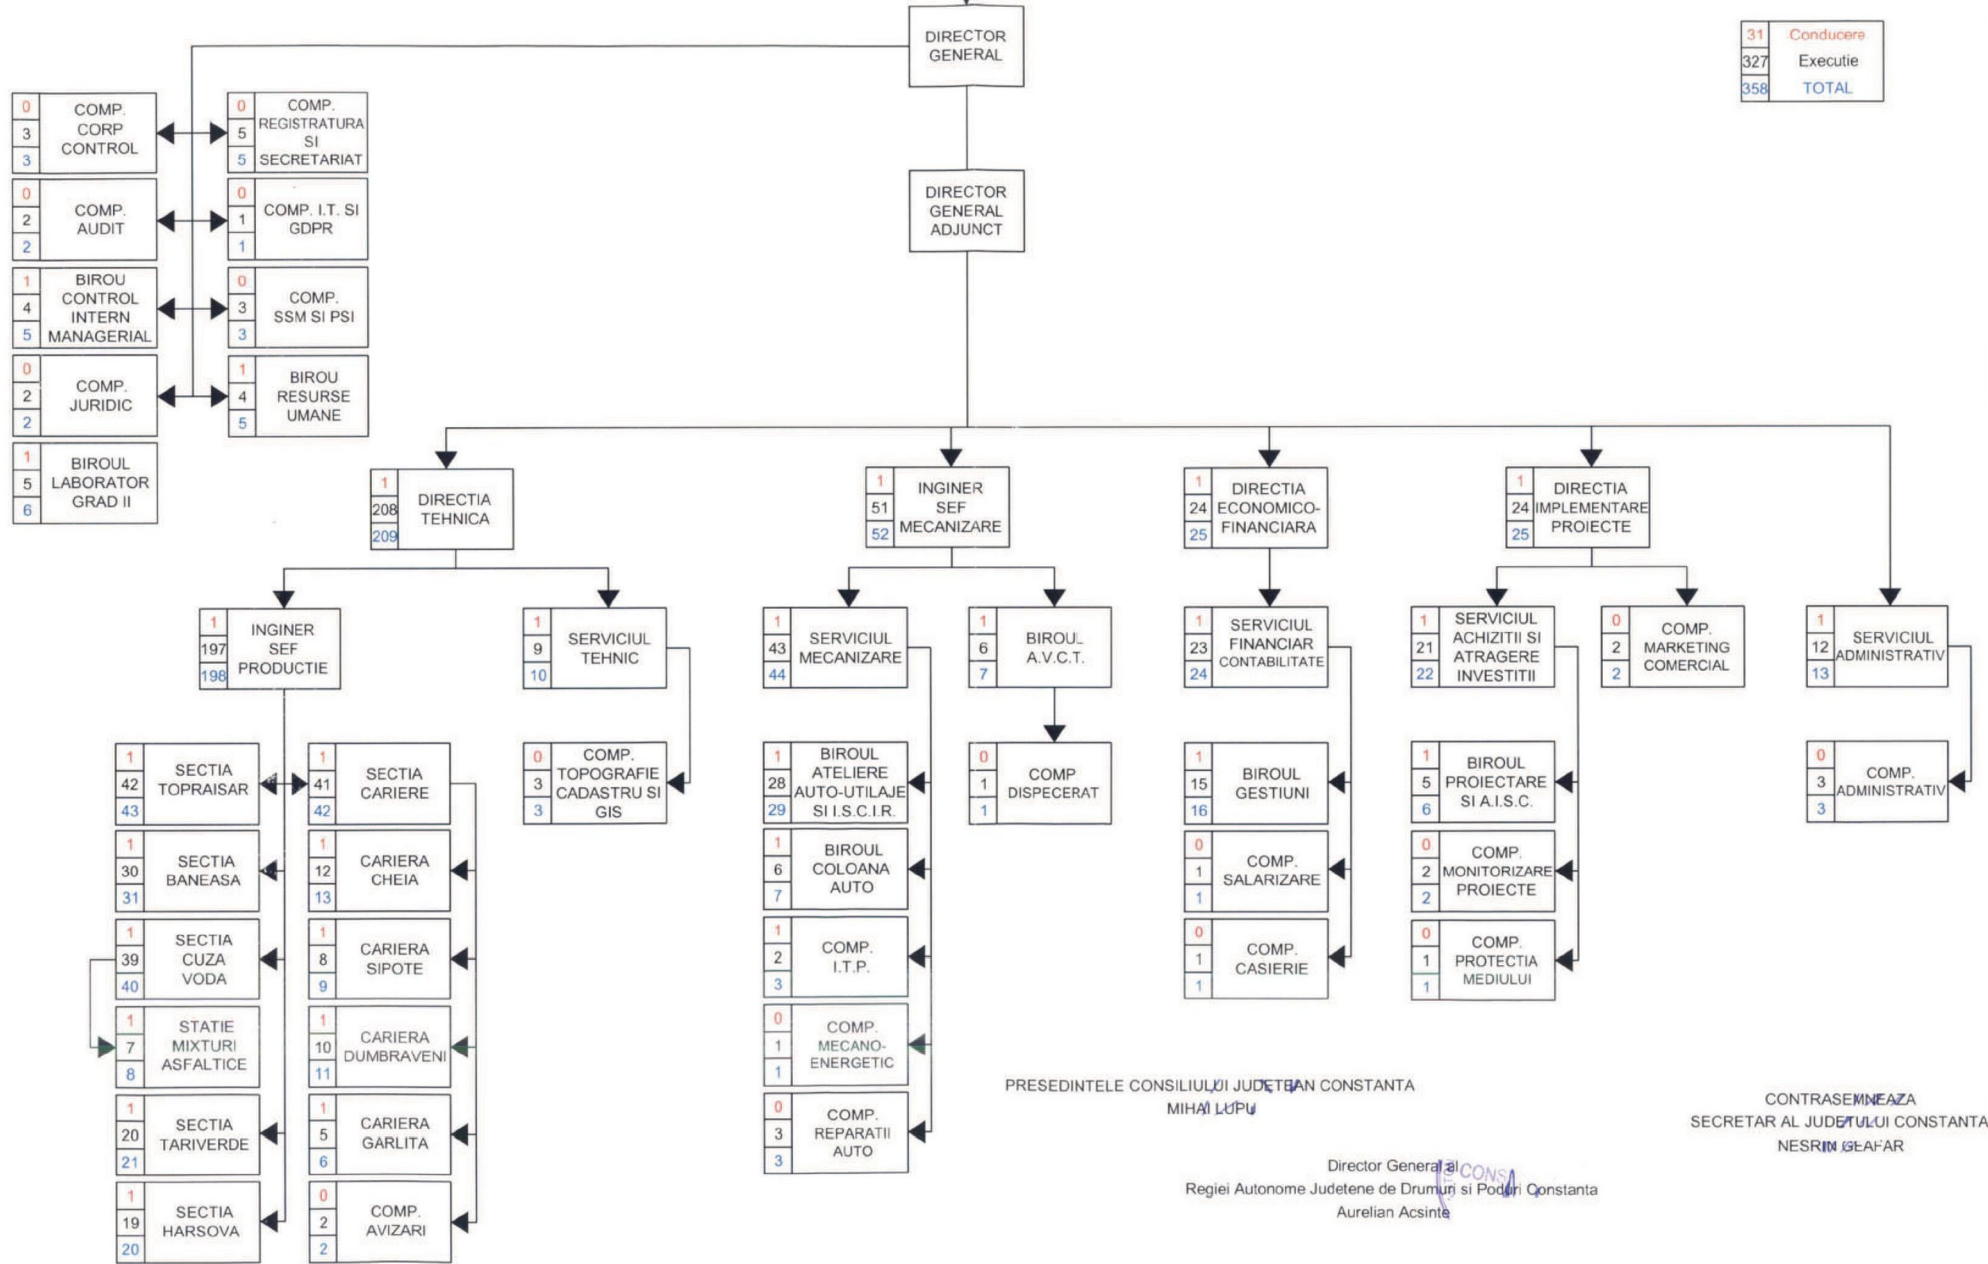 DIRECTOR
GENERAL
31 Conducere
327 Executie
358 TOTAL
0
3
3
COMP.
CORP
CONTROL
0
5
5
COMP.
REGISTRATURA
SI
SECRETARIAT
DIRECTOR
GENERAL
ADJUNCT
0
2
2
COMP.
AUDIT
0
1
1
COMP. I.T. SI
GDPR
1
4
5
BIROU
CONTROL
INTERN
MANAGERIAL
0
3
3
COMP.
SSM SI PSI
0
2
2
COMP.
JURIDIC
1
4
5
BIROU
RESURSE
UMANE
1
5
6
BIROUL
LABORATOR
GRAD II
1
208
209
DIRECTIA
TEHNICA
1
51
52
INGINER
SEF
MECANIZARE
1
24
25
DIRECTIA
ECONOMICO-
FINANCIARA
1
24
25
DIRECTIA
IMPLEMENTARE
PROIECTE
1
197
198
INGINER
SEF
PRODUCTIE
1
9
10
SERVICIUL
TEHNIC
1
43
44
SERVICIUL
MECANIZARE
1
6
7
BIROUL
A.V.C.T.
1
23
24
SERVICIUL
FINANCIAR
CONTABILITATE
1
21
22
SERVICIUL
ACHIZITII SI
ATRAGERE
INVESTITII
0
2
2
COMP.
MARKETING
COMERCIAL
1
12
13
SERVICIUL
ADMINISTRATIV
1
42
43
SECTIA
TOPRAISAR
1
41
42
SECTIA
CARIERE
0
3
3
COMP.
TOPOGRAFIE
CADASTRU SI
GIS
1
28
29
BIROUL
ATELIERE
AUTO-UTILAJE
SI I.S.C.I.R.
0
1
1
COMP
DISPECERAT
1
15
16
BIROUL
GESTIUNI
1
5
6
BIROUL
PROIECTARE
SI A.I.S.C.
0
3
3
COMP.
ADMINISTRATIV
1
30
31
SECTIA
BANEASA
1
12
13
CARIERA
CHEIA
1
6
7
BIROUL
COLOANA
AUTO
0
1
1
COMP.
SALARIZARE
0
2
2
COMP.
MONITORIZARE
PROIECTE
1
39
40
SECTIA
CUZA
VODA
1
8
9
CARIERA
SIPOTE
1
2
3
COMP.
I.T.P.
0
1
1
COMP.
CASIERIE
0
1
1
COMP.
PROTECTIA
MEDIULUI
1
7
8
STATIE
MIXTURI
ASFALTICE
1
10
11
CARIERA
DUMBRAVENI
0
1
1
COMP.
MECANO-
ENERGETIC
1
20
21
SECTIA
TARIVERDE
1
5
6
CARIERA
GARLITA
0
3
3
COMP.
REPARATII
AUTO
1
19
20
SECTIA
HARSOVA
0
2
2
COMP.
AVIZARI
PRESEDINTELE CONSILIULUI JUDETEAN CONSTANTA
MIHAI LUPU
CONTRASEMNEAZA
SECRETAR AL JUDETULUI CONSTANTA
NESRIN GEAFAR
Director General al
Regiei Autonome Judetene de Drumuri si Poduri Constanta
Aurelian Acsinte